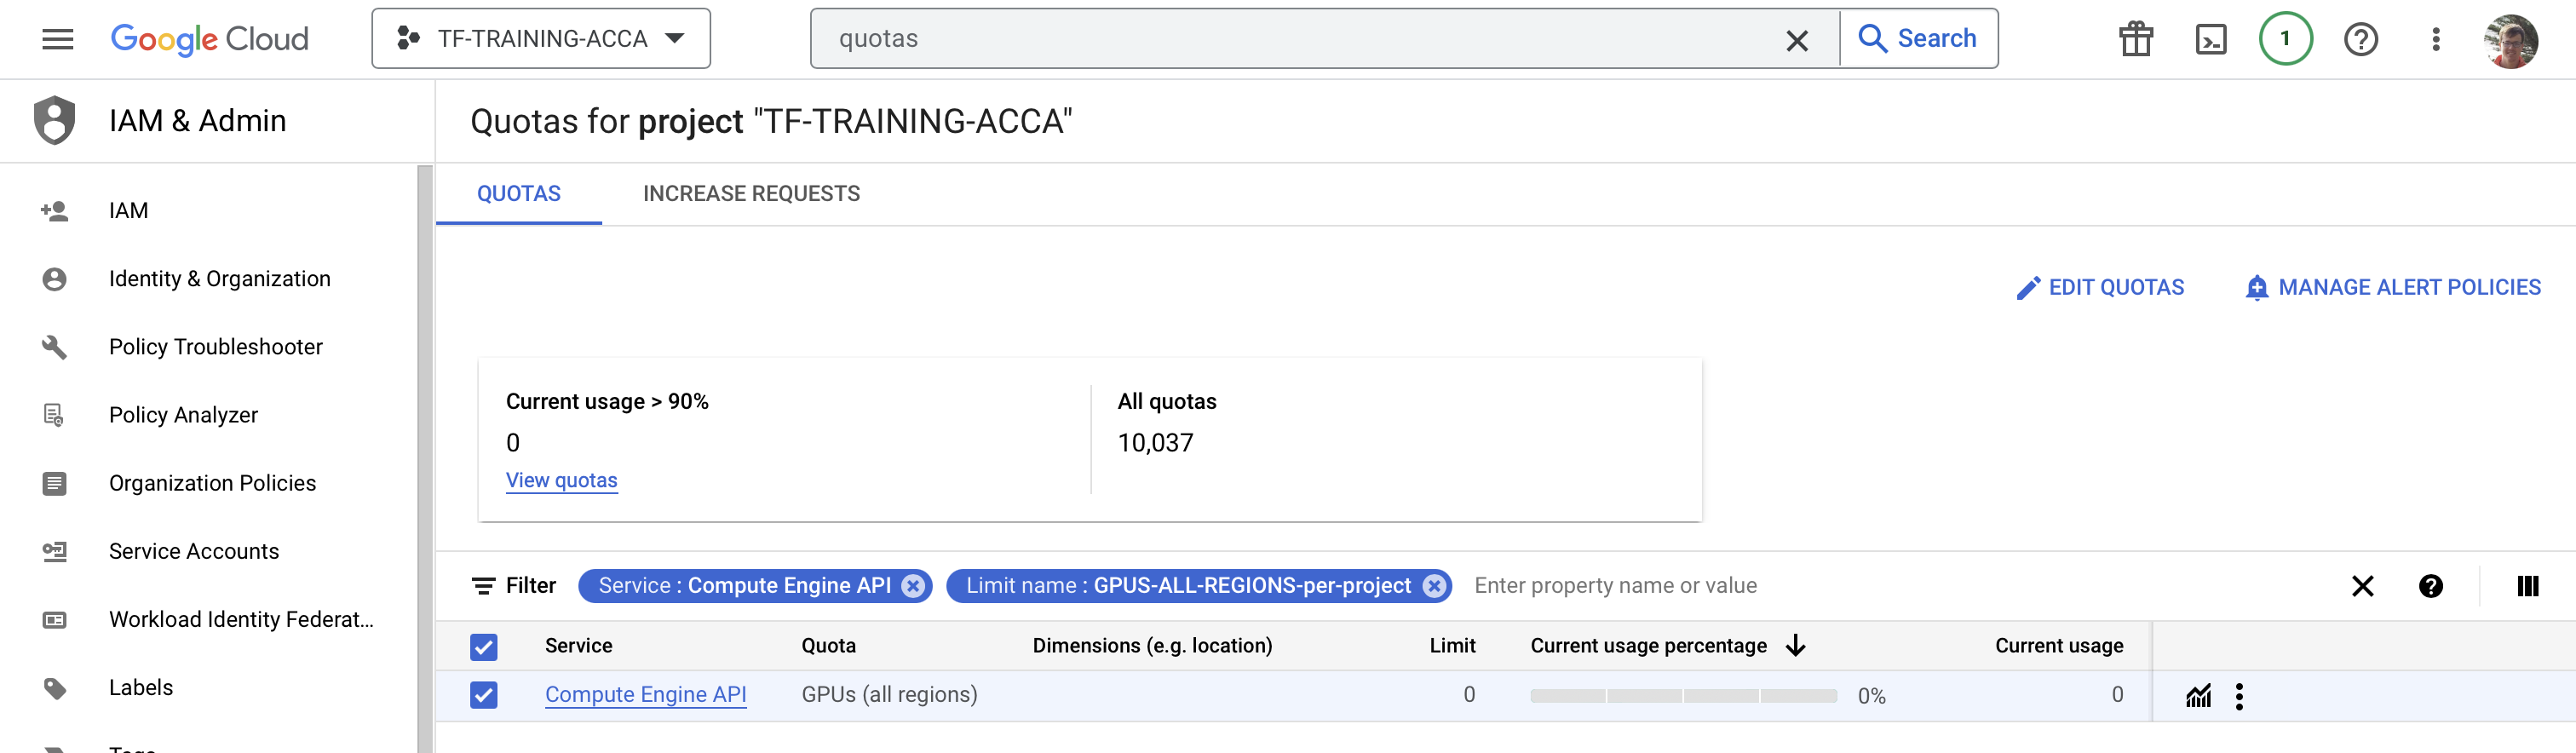 Google Cloud
TF-TRAINING-ACCA
quotas
Search
1
IAM & Admin
Quotas for project "TF-TRAINING-ACCA"
IAM
Identity & Organization
Policy Troubleshooter
Policy Analyzer
Organization Policies
Service Accounts
Workload Identity Federat...
Labels
QUOTAS INCREASE REQUESTS
EDIT QUOTAS MANAGE ALERT POLICIES
Current usage > 90%
0
View quotas
All quotas
10,037
Filter Service : Compute Engine API Limit name : GPUS-ALL-REGIONS-per-project Enter property name or value
Service Quota Dimensions (e.g. location) Limit Current usage percentage Current usage
Compute Engine API GPUs (all regions) 0 0% 0